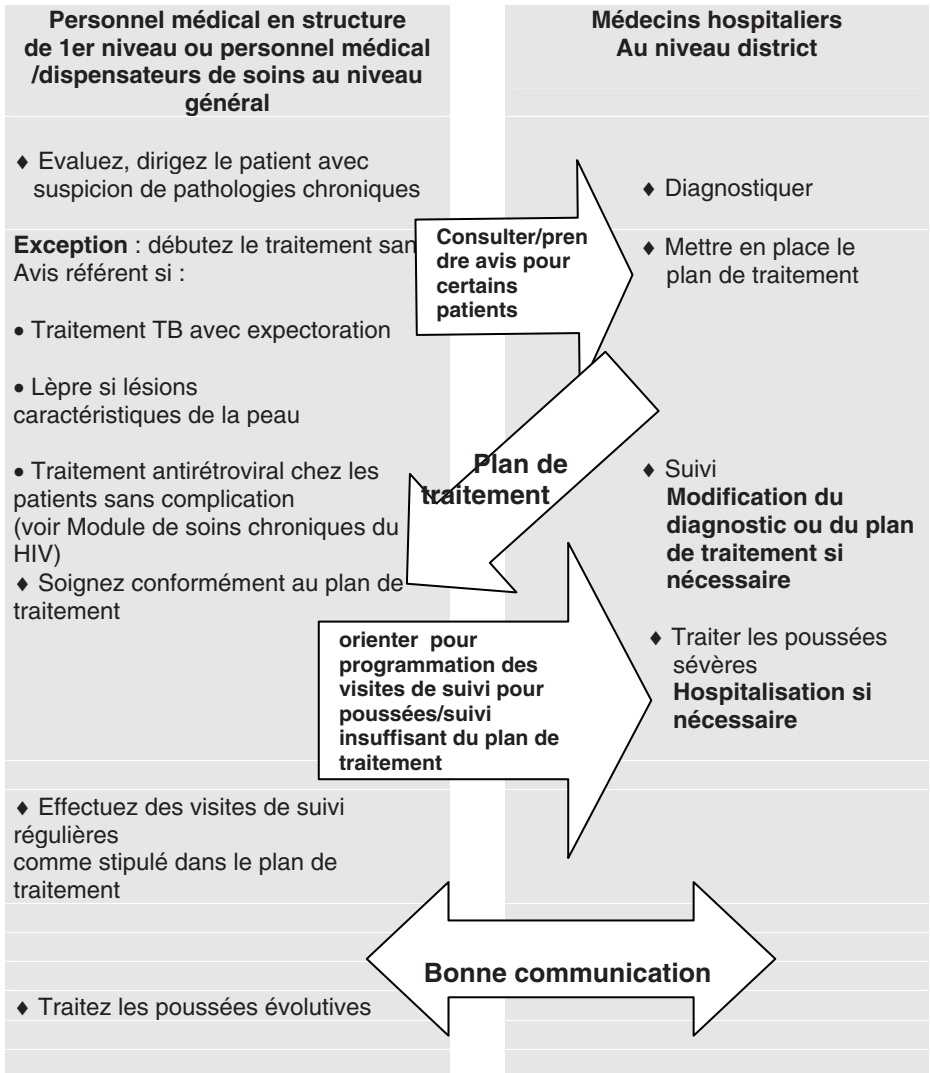 Personnel médical en structure
de 1er niveau ou personnel médical
/dispensateurs de soins au niveau
général
Médecins hospitaliers
Au niveau district
♦ Evaluez, dirigez le patient avec
suspicion de pathologies chroniques
Exception : débutez le traitement san
Avis référent si :
• Traitement TB avec expectoration
• Lèpre si lésions
caractéristiques de la peau
• Traitement antirétroviral chez les
patients sans complication
(voir Module de soins chroniques du
HIV)
♦ Soignez conformément au plan de
traitement
Consulter/pren
dre avis pour
certains
patients
♦ Diagnostiquer
♦ Mettre en place le
plan de traitement
Plan de
traitement
♦ Suivi
Modification du
diagnostic ou du plan
de traitement si
nécessaire
orienter pour
programmation des
visites de suivi pour
poussées/suivi
insuffisant du plan de
traitement
♦ Traiter les poussées
sévères
Hospitalisation si
nécessaire
♦ Effectuez des visites de suivi
régulières
comme stipulé dans le plan de
traitement
Bonne communication
♦ Traitez les poussées évolutives